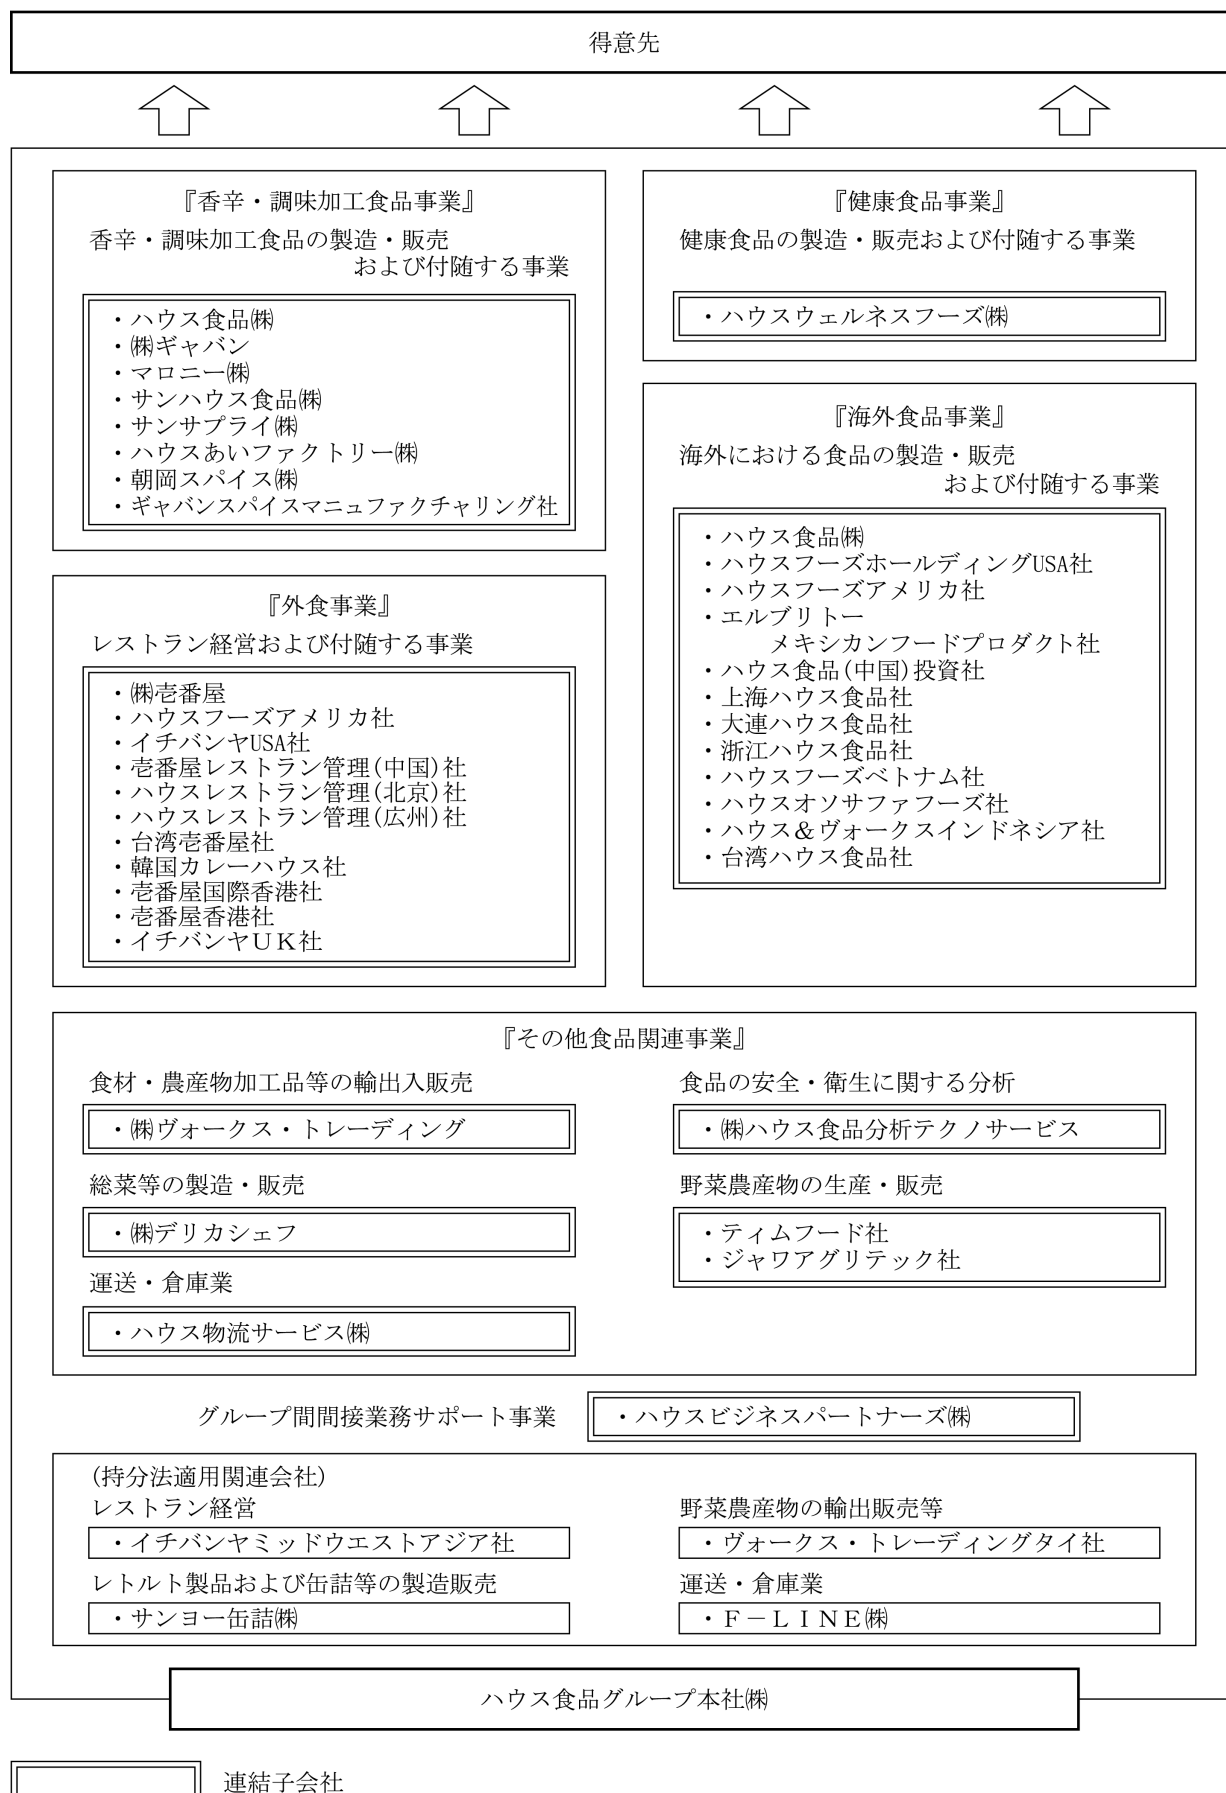 得意先
『香辛・調味加工食品事業』
香辛・調味加工食品の製造・販売
および付随する事業
・ハウス食品㈱
・㈱ギャバン
・マロニー㈱
・サンハウス食品㈱
・サンサプライ㈱
・ハウスあいファクトリー㈱
・朝岡スパイス㈱
・ギャバンスパイスマニュファクチャリング社
『健康食品事業』
健康食品の製造・販売および付随する事業
・ハウスウェルネスフーズ㈱
『外食事業』
レストラン経営および付随する事業
・㈱壱番屋
・ハウスフーズアメリカ社
・イチバンヤUSA社
・壱番屋レストラン管理(中国)社
・ハウスレストラン管理(北京)社
・ハウスレストラン管理(広州)社
・台湾壱番屋社
・韓国カレーハウス社
・壱番屋国際香港社
・壱番屋香港社
・イチバンヤＵＫ社
『海外食品事業』
海外における食品の製造・販売
および付随する事業
・ハウス食品㈱
・ハウスフーズホールディングUSA社
・ハウスフーズアメリカ社
・エルブリトー
メキシカンフードプロダクト社
・ハウス食品(中国)投資社
・上海ハウス食品社
・大連ハウス食品社
・浙江ハウス食品社
・ハウスフーズベトナム社
・ハウスオソサファフーズ社
・ハウス＆ヴォークスインドネシア社
・台湾ハウス食品社
『その他食品関連事業』
食材・農産物加工品等の輸出入販売
・㈱ヴォークス・トレーディング
総菜等の製造・販売
・㈱デリカシェフ
運送・倉庫業
・ハウス物流サービス㈱
食品の安全・衛生に関する分析
・㈱ハウス食品分析テクノサービス
野菜農産物の生産・販売
・ティムフード社
・ジャワアグリテック社
グループ間間接業務サポート事業
・ハウスビジネスパートナーズ㈱
(持分法適用関連会社)
レストラン経営
・イチバンヤミッドウエストアジア社
レトルト製品および缶詰等の製造販売
・サンヨー缶詰㈱
野菜農産物の輸出販売等
・ヴォークス・トレーディングタイ社
運送・倉庫業
・Ｆ－ＬＩＮＥ㈱
ハウス食品グループ本社㈱
連結子会社